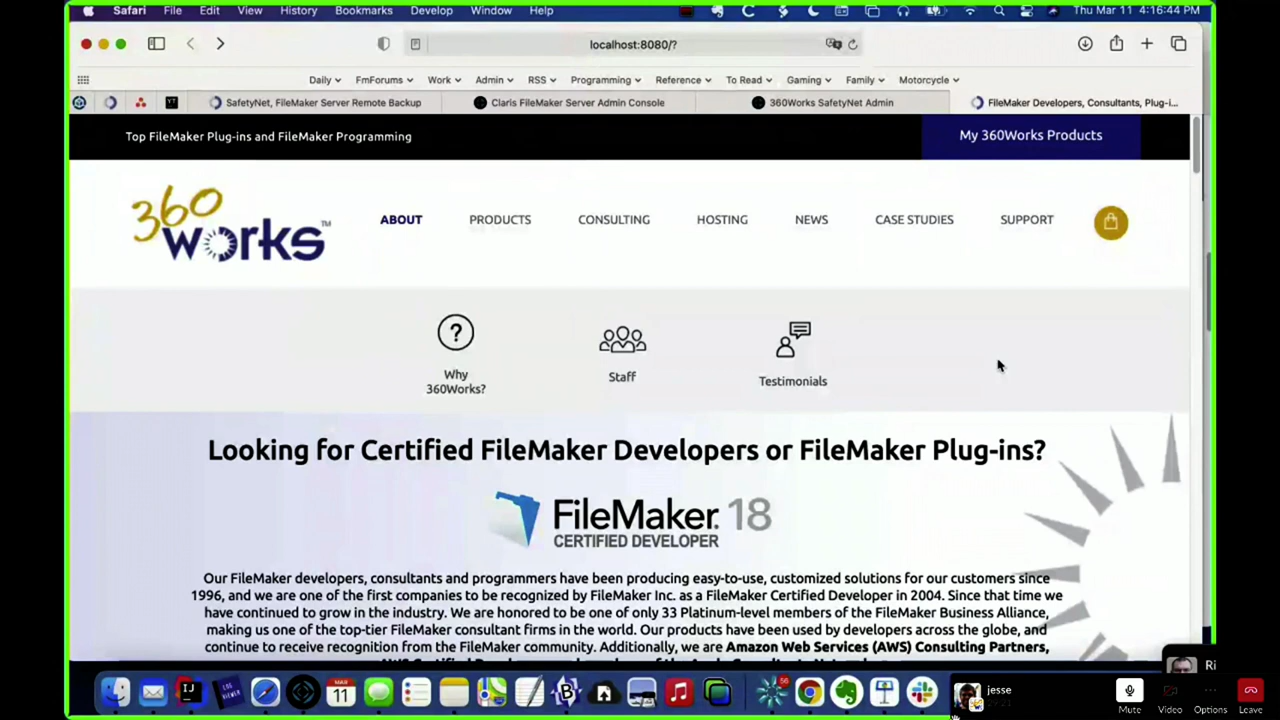 Safari File Edit View History Bookmarks Develop Window Help Thu Mar 11 4:16:44 PM
localhost:8080/?
Daily FmForums Work Admin RSS Programming Reference To Read Gaming Family Motorcycle
SafetyNet, FileMaker Server Remote Backup Claris FileMaker Server Admin Console 360Works SafetyNet Admin FileMaker Developers, Consultants, Plug-i...
Top FileMaker Plug-ins and FileMaker Programming My 360Works Products
360 works TM
ABOUT PRODUCTS CONSULTING HOSTING NEWS CASE STUDIES SUPPORT
?
Why
360Works?
Staff
Testimonials
Looking for Certified FileMaker Developers or FileMaker Plug-ins?
FileMaker. 18
CERTIFIED DEVELOPER
Our FileMaker developers, consultants and programmers have been producing easy-to-use, customized solutions for our customers since
1996, and we are one of the first companies to be recognized by FileMaker Inc. as a FileMaker Certified Developer in 2004. Since that time we
have continued to grow in the industry. We are honored to be one of only 33 Platinum-level members of the FileMaker Business Alliance,
making us one of the top-tier FileMaker consultant firms in the world. Our products have been used by developers across the globe, and
continue to receive recognition from the FileMaker community. Additionally, we are Amazon Web Services (AWS) Consulting Partners,
MAR
11
56
Ri
jesse
Mute Video Options Leave